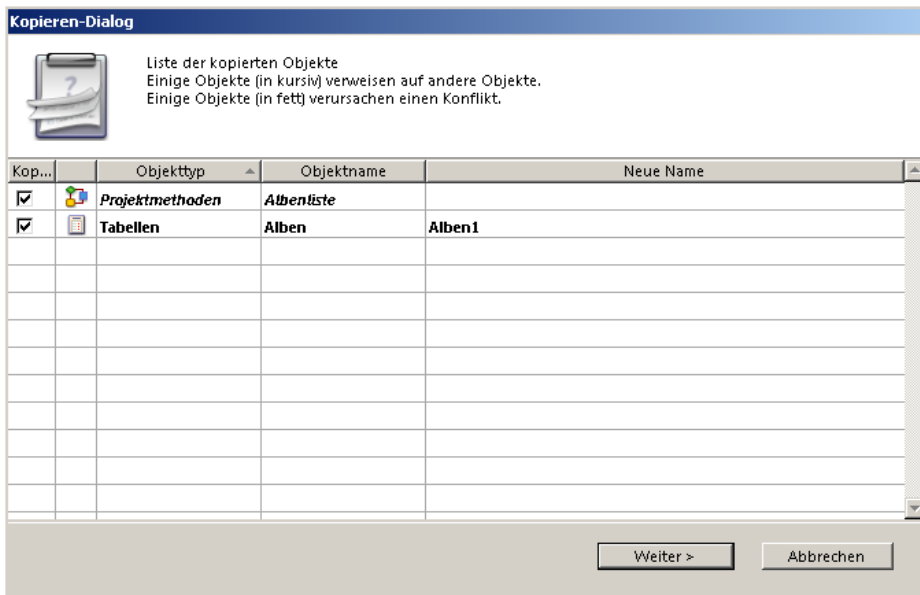 Kopieren-Dialog
Liste der kopierten Objekte
Einige Objekte (in kursiv) verweisen auf andere Objekte.
Einige Objekte (in fett) verursachen einen Konflikt.
Kop... Objekttyp Objektname Neue Name
Projektmethoden Albenliste
Tabellen Alben Alben1
Weiter > Abbrechen